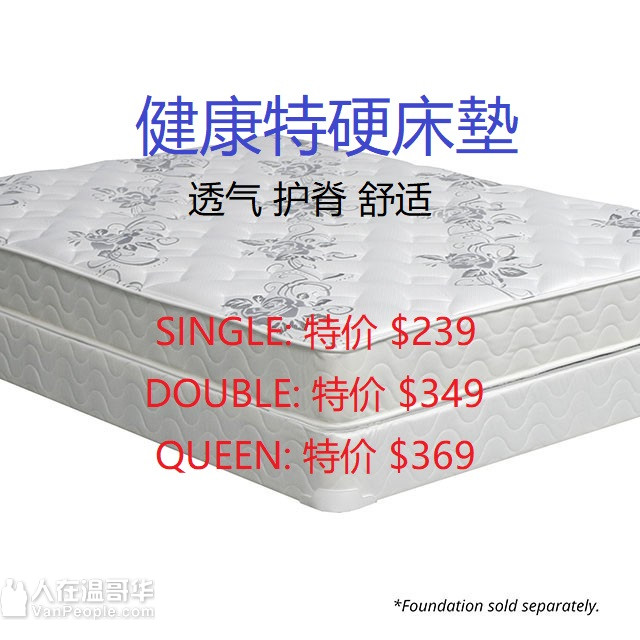 健康特硬床墊
透气 护脊 舒适
SINGLE: 特价 $239
DOUBLE: 特价 $349
QUEEN: 特价 $369
人在温哥华
VanPeople.com
*Foundation sold separately.